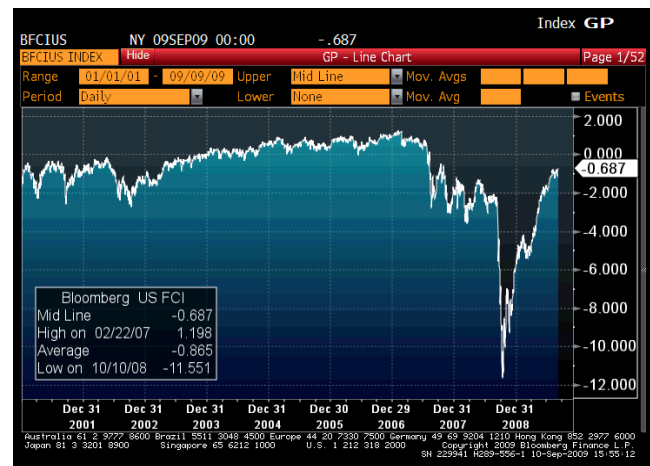 Index GP
BFCIUS NY 09SEP09 00:00 -.687
BFCIUS INDEX Hide GP - Line Chart Page 1/52
Range 01/01/01 - 09/09/09 Upper Mid Line Mov. Avgs
Period Daily Lower None Mov. Avg Events
2.000
0.000
-0.687
-2.000
-4.000
-6.000
-8.000
-10.000
-12.000
Bloomberg US FCI
Mid Line -0.687
High on 02/22/07 1.198
Average -0.865
Low on 10/10/08 -11.551
Dec 31 Dec 31 Dec 31 Dec 31 Dec 30 Dec 29 Dec 31 Dec 31
2001 2002 2003 2004 2005 2006 2007 2008
Australia 61 2 9777 8600 Brazil 5511 3048 4500 Europe 44 20 7330 7500 Germany 49 69 9204 1210 Hong Kong 852 2977 6000
Japan 81 3 3201 8900 Singapore 65 6212 1000 U.S. 1 212 318 2000 Copyright 2009 Bloomberg Finance L.P.
SN 229941 H289-556-1 10-Sep-2009 15:55:12